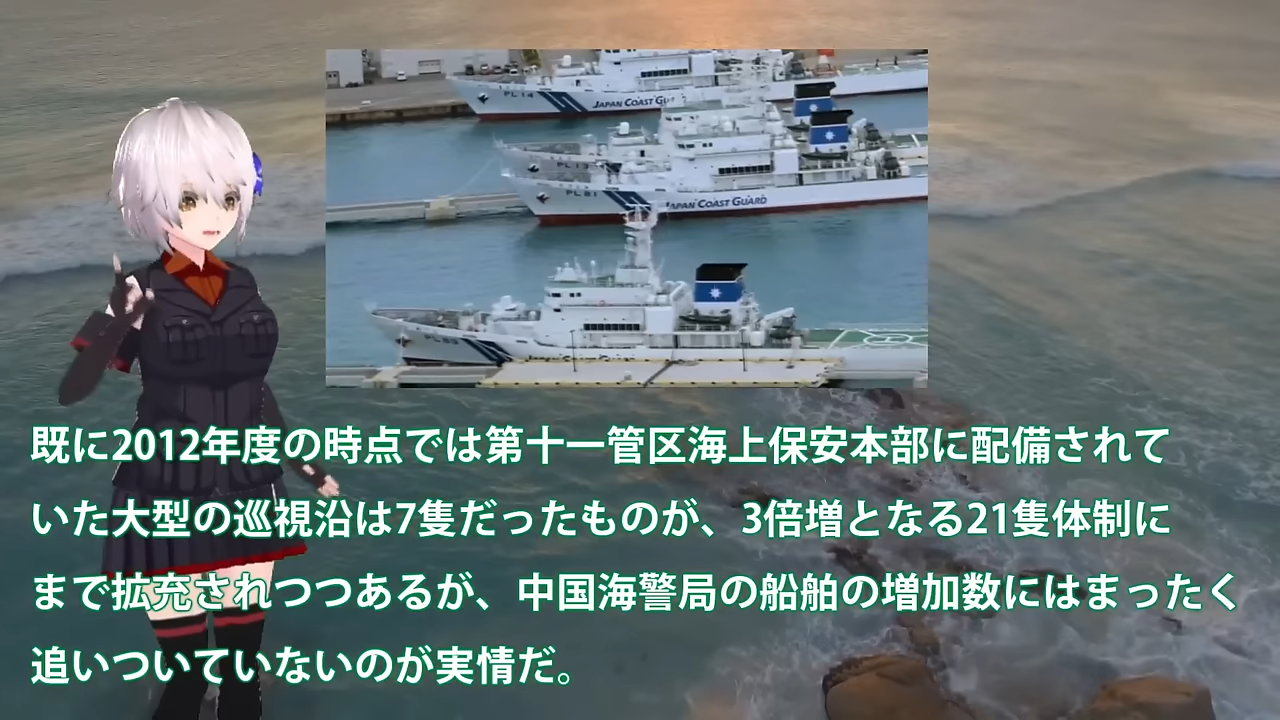 PL14
JAPAN COAST GU
PL13
PL81
JAPAN COAST GUARD
既に2012年度の時点では第十一管区海上保安本部に配備されて
いた大型の巡視沿は7隻だったものが、3倍増となる21隻体制に
まで拡充されつつあるが、中国海警局の船舶の増加数にはまったく
追いついていないのが実情だ。